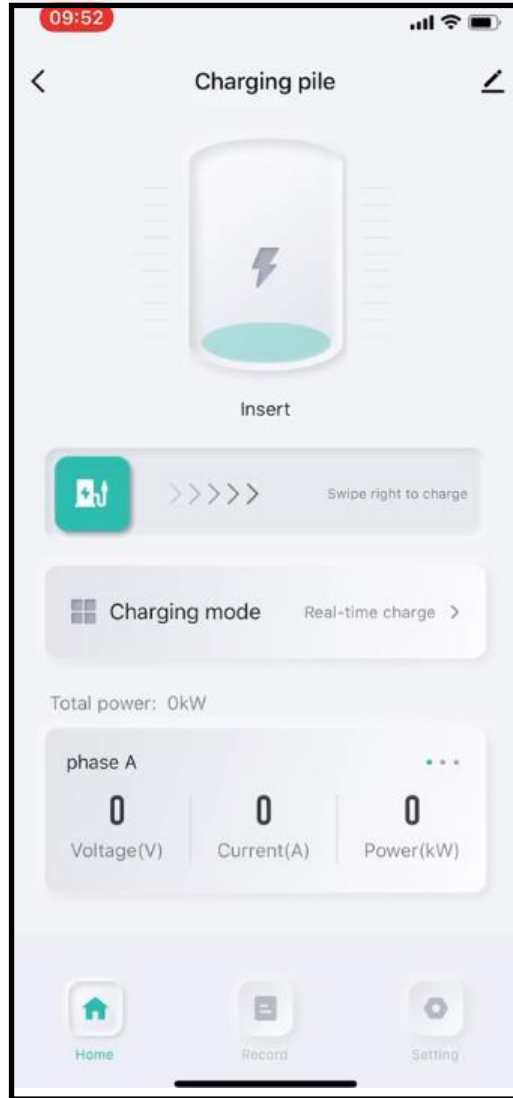 09:52
Charging pile
Insert
Swipe right to charge
Charging mode Real-time charge
Total power: 0kW
phase A
0 0 0
Voltage(V) Current(A) Power(kW)
Home Record Setting